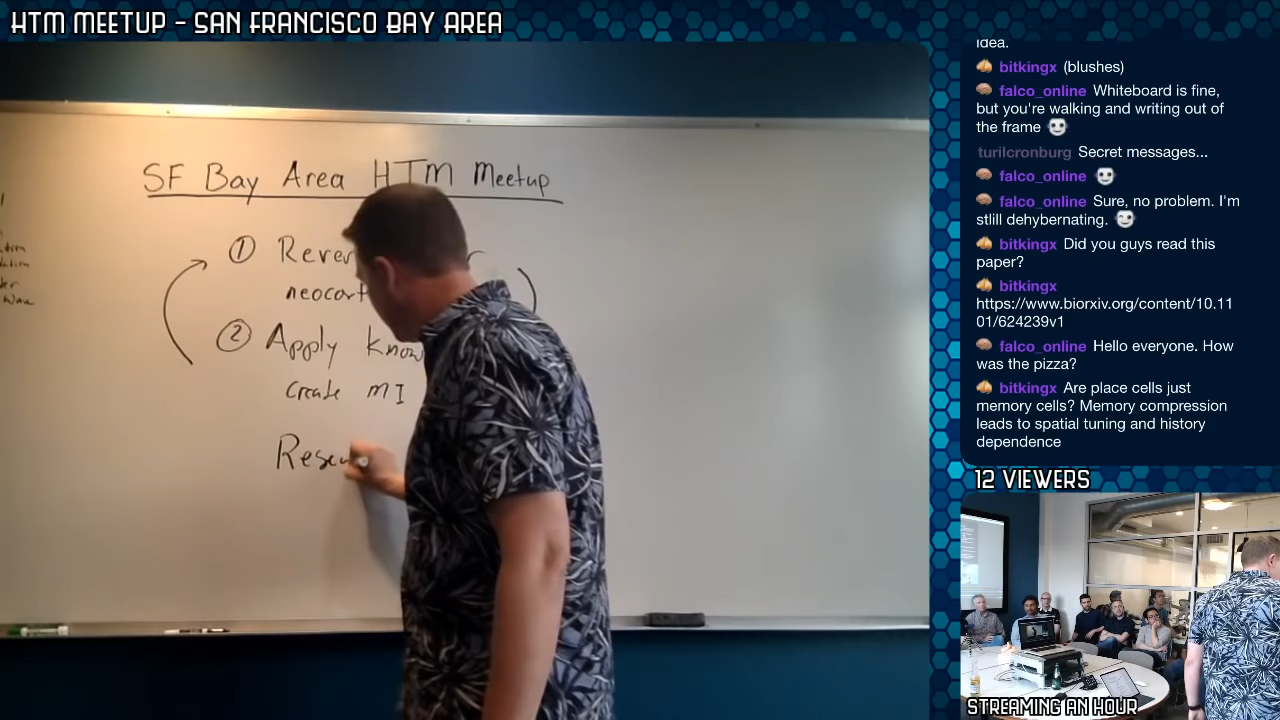 HTM MEETUP - SAN FRANCISCO BAY AREA
SF Bay Area HTM Meetup
① Rever
neocort
② Apply know
create MI
Resea
idea.
bitkingx (blushes)
falco_online Whiteboard is fine,
but you're walking and writing out of
the frame
turilcronburg Secret messages...
falco_online
falco_online Sure, no problem. I'm
stlill dehybernating.
bitkingx Did you guys read this
paper?
bitkingx
https://www.biorxiv.org/content/10.11
01/624239v1
falco_online Hello everyone. How
was the pizza?
bitkingx Are place cells just
memory cells? Memory compression
leads to spatial tuning and history
dependence
12 VIEWERS
STREAMING AN HOUR